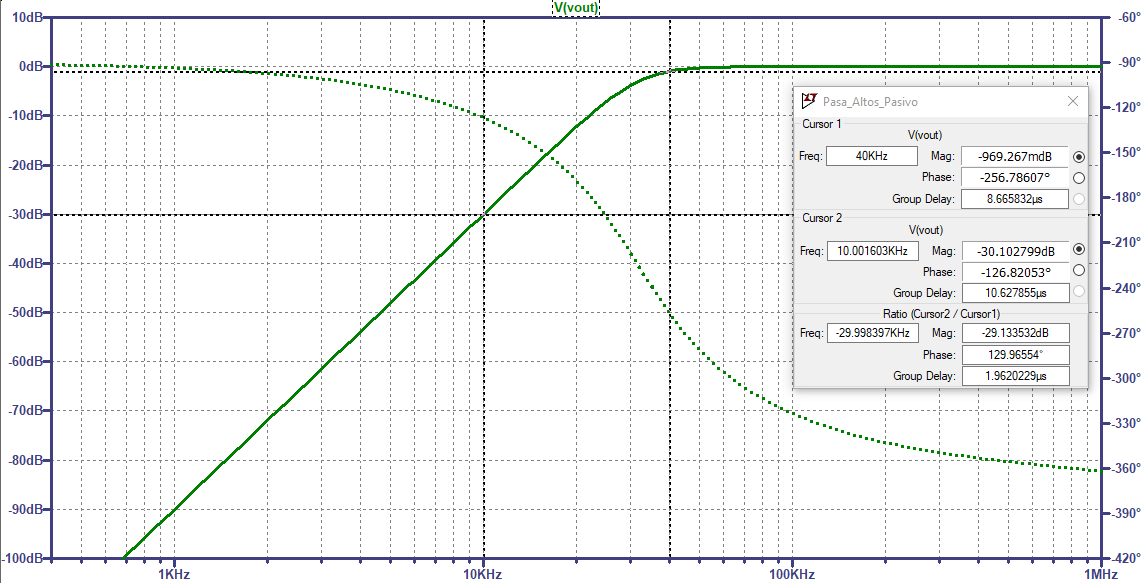 V(vout)
10dB
0dB
-10dB
-20dB
-30dB
-40dB
-50dB
-60dB
-70dB
-80dB
-90dB
-100dB
-60°
-90°
-120°
-150°
-180°
-210°
-240°
-270°
-300°
-330°
-360°
-390°
-420°
1KHz
10KHz
100KHz
1MHz
Pasa_Altos_Pasivo
Cursor 1
V(vout)
Freq: 40KHz Mag: -969.267mdB
Phase: -256.78607°
Group Delay: 8.665832µs
Cursor 2
V(vout)
Freq: 10.001603KHz Mag: -30.102799dB
Phase: -126.82053°
Group Delay: 10.627855µs
Ratio (Cursor2 / Cursor1)
Freq: -29.998397KHz Mag: -29.133532dB
Phase: 129.96554°
Group Delay: 1.9620229µs